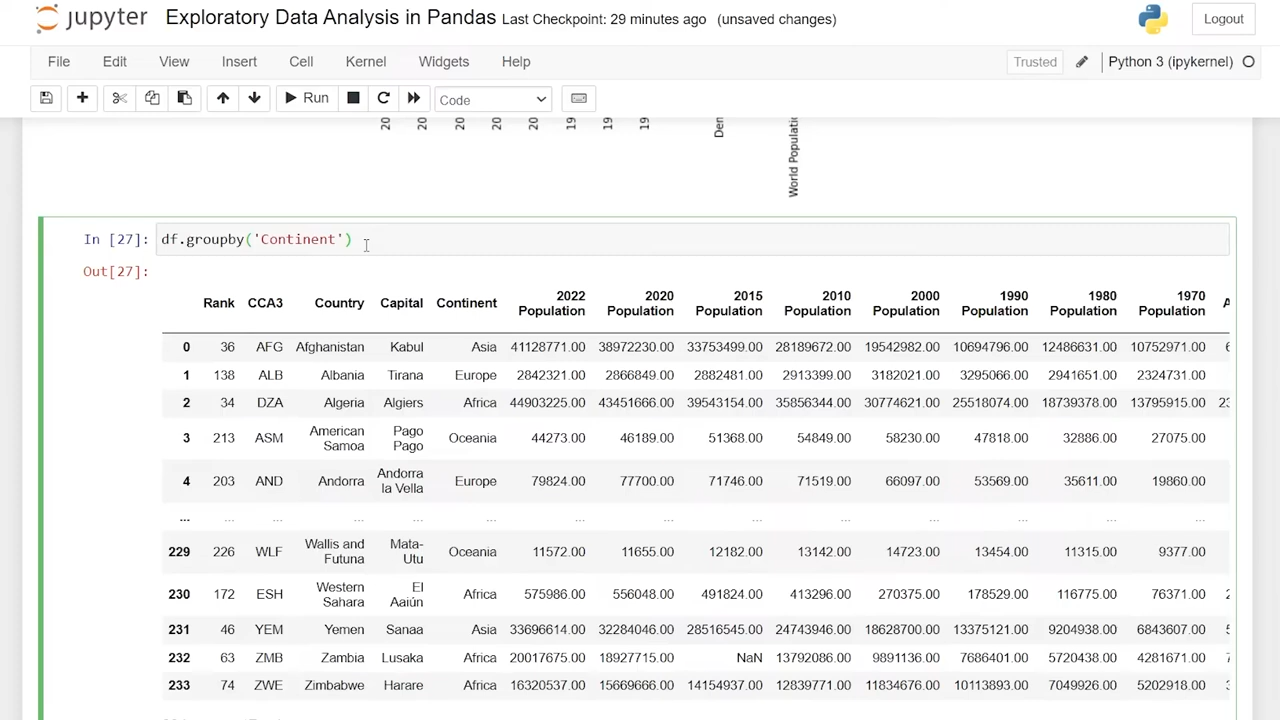 jupyter Exploratory Data Analysis in Pandas Last Checkpoint: 29 minutes ago (unsaved changes) Logout
File Edit View Insert Cell Kernel Widgets Help Trusted Python 3 (ipykernel)
Run Code
20 20 20 20 20 19 19 19 Den World Populatio
In [27]: df.groupby('Continent')
Out[27]:
Rank CCA3 Country Capital Continent 2022 Population 2020 Population 2015 Population 2010 Population 2000 Population 1990 Population 1980 Population 1970 Population
0 36 AFG Afghanistan Kabul Asia 41128771.00 38972230.00 33753499.00 28189672.00 19542982.00 10694796.00 12486631.00 10752971.00 6
1 138 ALB Albania Tirana Europe 2842321.00 2866849.00 2882481.00 2913399.00 3182021.00 3295066.00 2941651.00 2324731.00
2 34 DZA Algeria Algiers Africa 44903225.00 43451666.00 39543154.00 35856344.00 30774621.00 25518074.00 18739378.00 13795915.00 23
3 213 ASM American Samoa Pago Pago Oceania 44273.00 46189.00 51368.00 54849.00 58230.00 47818.00 32886.00 27075.00
4 203 AND Andorra Andorra la Vella Europe 79824.00 77700.00 71746.00 71519.00 66097.00 53569.00 35611.00 19860.00
... ... ... ... ... ... ... ... ... ... ... ... ... ...
229 226 WLF Wallis and Futuna Mata-Utu Oceania 11572.00 11655.00 12182.00 13142.00 14723.00 13454.00 11315.00 9377.00
230 172 ESH Western Sahara El Aaiún Africa 575986.00 556048.00 491824.00 413296.00 270375.00 178529.00 116775.00 76371.00 2
231 46 YEM Yemen Sanaa Asia 33696614.00 32284046.00 28516545.00 24743946.00 18628700.00 13375121.00 9204938.00 6843607.00 5
232 63 ZMB Zambia Lusaka Africa 20017675.00 18927715.00 NaN 13792086.00 9891136.00 7686401.00 5720438.00 4281671.00 7
233 74 ZWE Zimbabwe Harare Africa 16320537.00 15669666.00 14154937.00 12839771.00 11834676.00 10113893.00 7049926.00 5202918.00 3